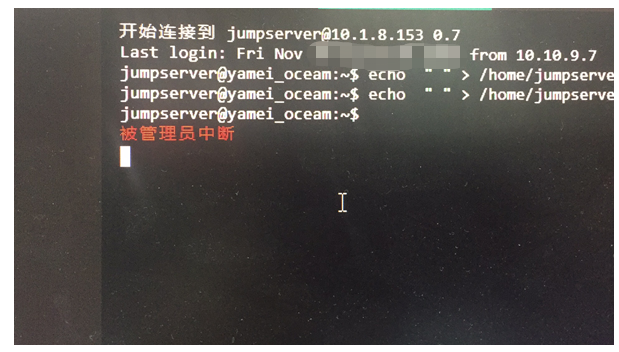 开始连接到 jumpserver@10.1.8.153 0.7
Last login: Fri Nov from 10.10.9.7
jumpserver@yamei_oceam:~$ echo " " > /home/jumpserve
jumpserver@yamei_oceam:~$ echo " " > /home/jumpserve
jumpserver@yamei_oceam:~$
被管理员中断